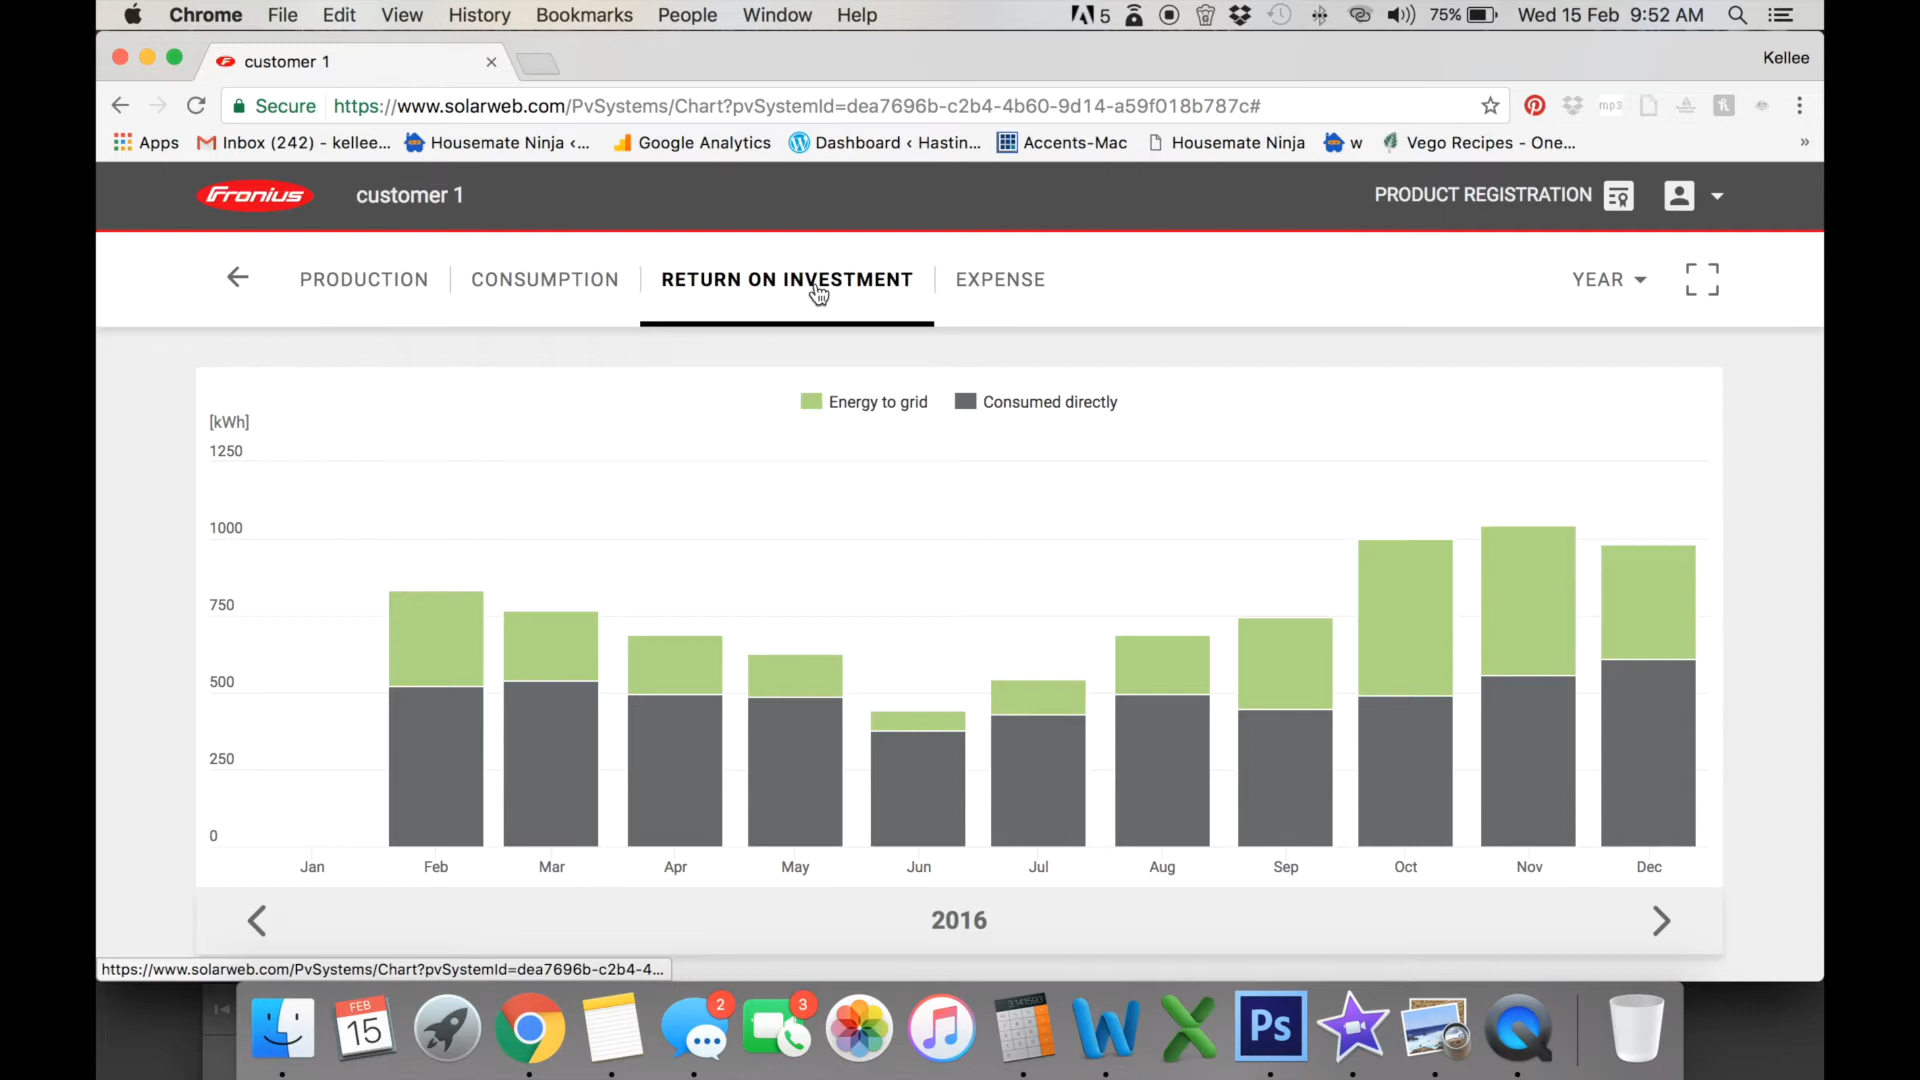 Chrome File Edit View History Bookmarks People Window Help 5 75% Wed 15 Feb 9:52 AM
customer 1 Kellee
Secure https://www.solarweb.com/PvSystems/Chart?pvSystemId=dea7696b-c2b4-4b60-9d14-a59f018b787c# mp3
Apps Inbox (242) - kellee... Housemate Ninja <... Google Analytics Dashboard < Hastin... Accents-Mac Housemate Ninja w Vego Recipes - One... »
Fronius customer 1 PRODUCT REGISTRATION
PRODUCTION CONSUMPTION RETURN ON INVESTMENT EXPENSE YEAR
Energy to grid Consumed directly
[kWh]
1250
1000
750
500
250
0
Jan Feb Mar Apr May Jun Jul Aug Sep Oct Nov Dec
2016
https://www.solarweb.com/PvSystems/Chart?pvSystemId=dea7696b-c2b4-4...
FEB 2 3 3.141593
15 Ps